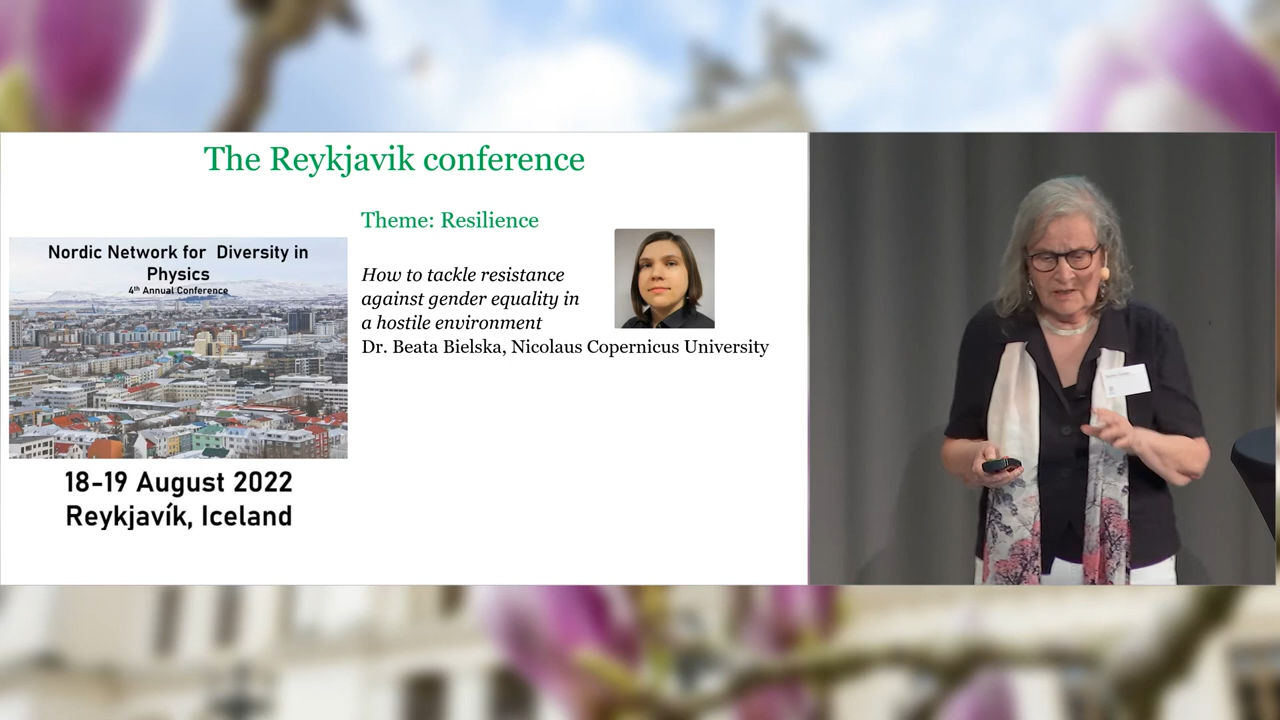 The Reykjavik conference
Theme: Resilience
Nordic Network for Diversity in
Physics
4th Annual Conference
How to tackle resistance
against gender equality in
a hostile environment
Dr. Beata Bielska, Nicolaus Copernicus University
18-19 August 2022
Reykjavík, Iceland